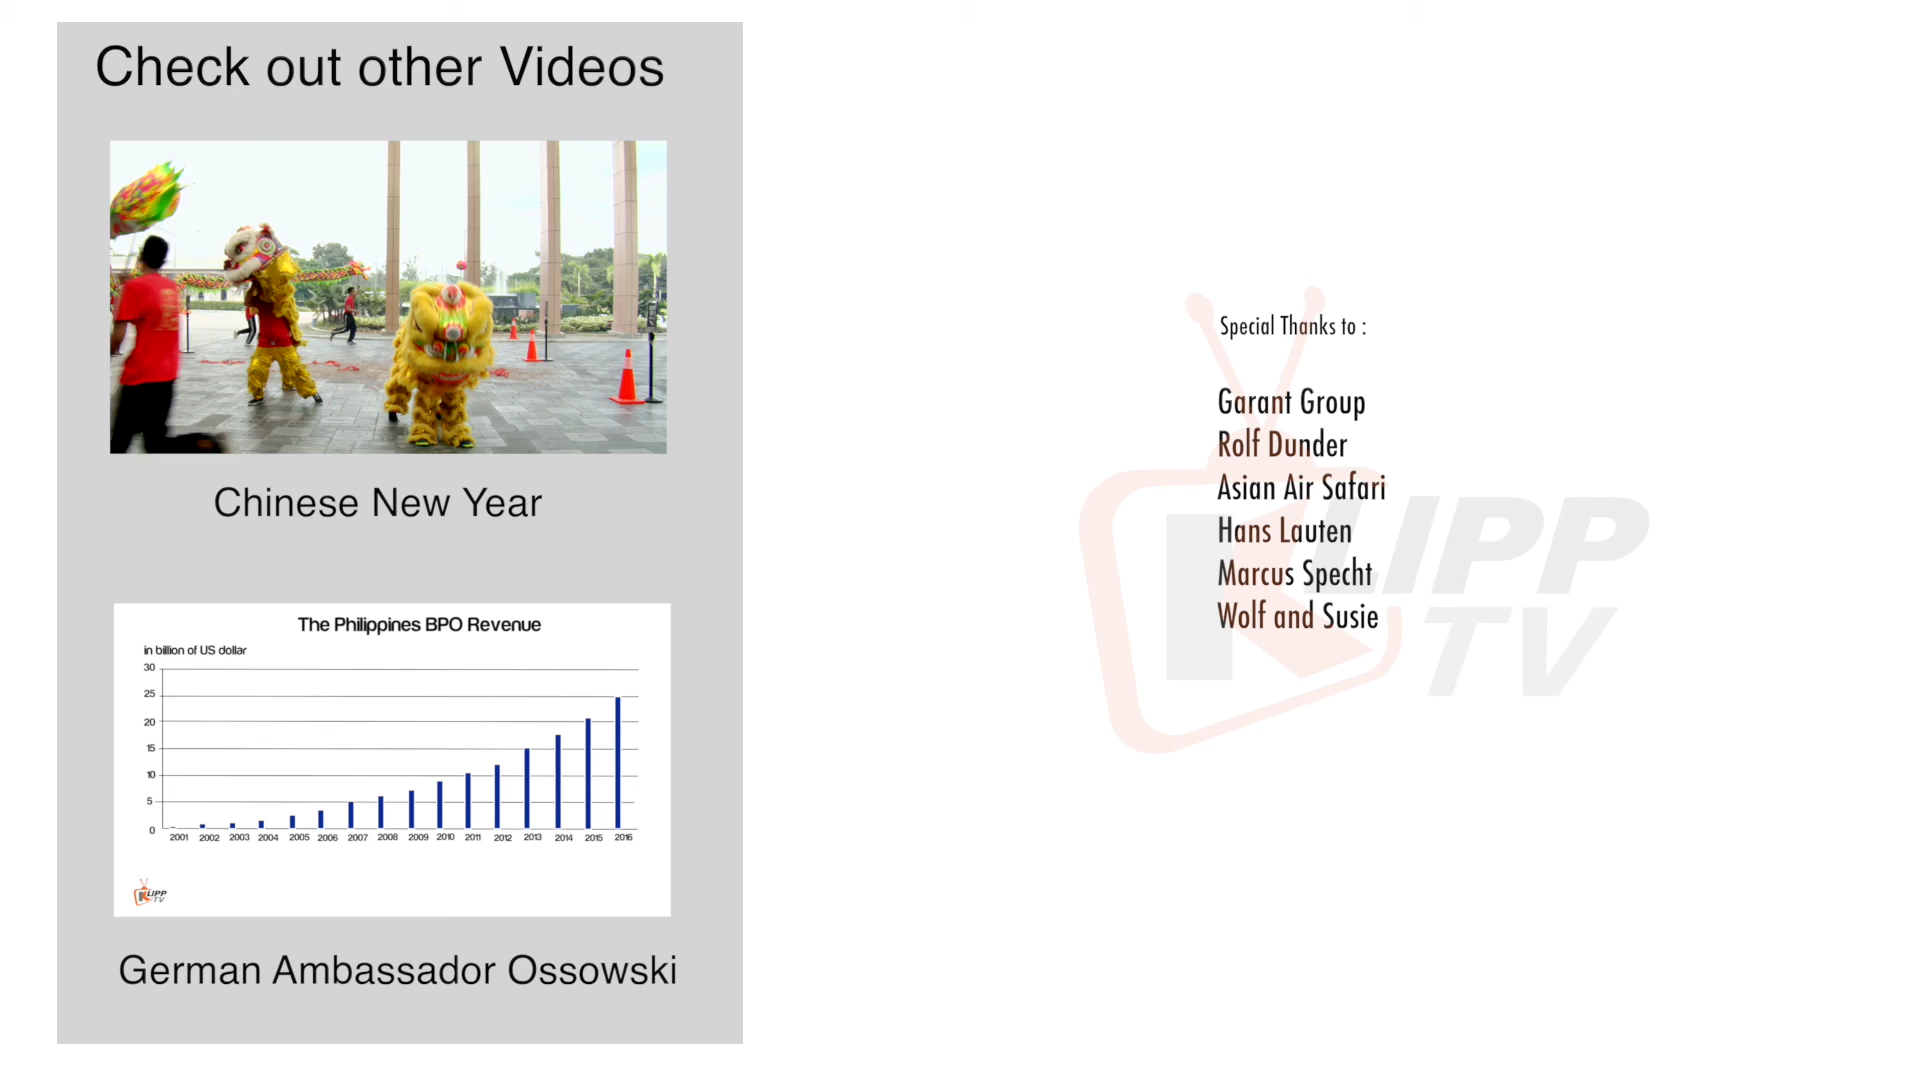 Check out other Videos
Chinese New Year
The Philippines BPO Revenue
in billion of US dollar
30
25
20
15
10
5
0
2001 2002 2003 2004 2005 2006 2007 2008 2009 2010 2011 2012 2013 2014 2015 2016
KLIPP
TV
German Ambassador Ossowski
Special Thanks to :
Garant Group
Rolf Dunder
Asian Air Safari
Hans Lauten
Marcus Specht
Wolf and Susie
KLIPP
TV